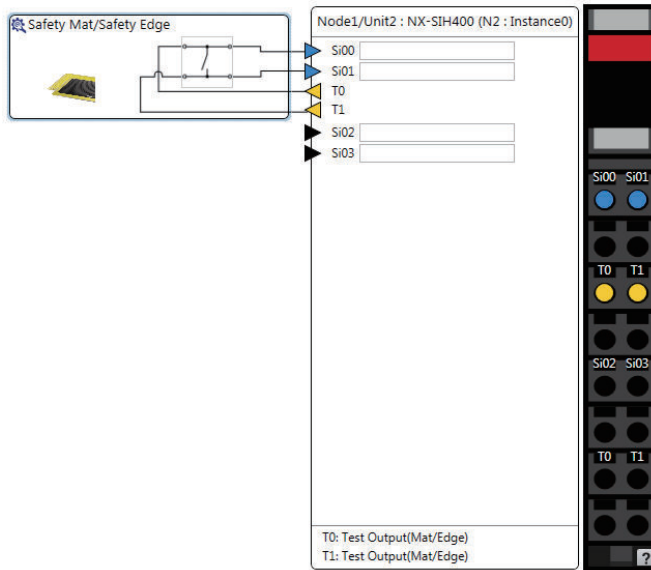 Safety Mat/Safety Edge
Node1/Unit2 : NX-SIH400 (N2 : Instance0)
Si00
Si01
T0
T1
Si02
Si03
T0: Test Output(Mat/Edge)
T1: Test Output(Mat/Edge)
Si00 Si01
T0 T1
Si02 Si03
T0 T1
?